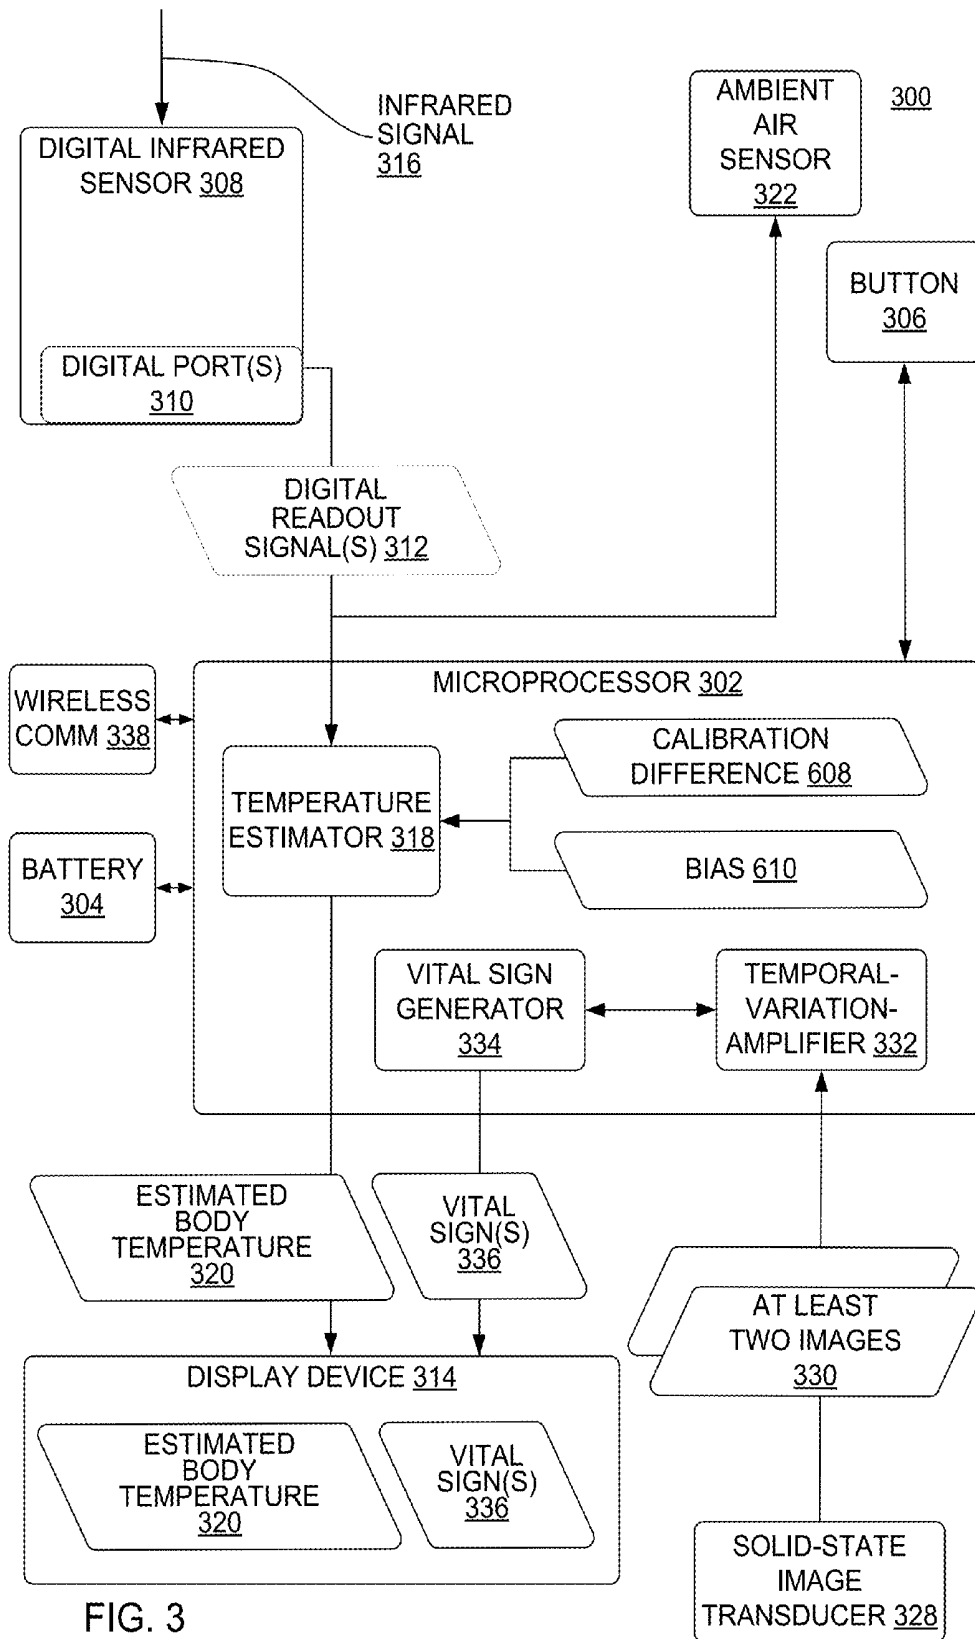 INFRARED
SIGNAL
316
AMBIENT
AIR
SENSOR
322
300
DIGITAL INFRARED
SENSOR 308
BUTTON
306
DIGITAL PORT(S)
310
DIGITAL
READOUT
SIGNAL(S) 312
MICROPROCESSOR 302
WIRELESS
COMM 338
CALIBRATION
DIFFERENCE 608
TEMPERATURE
ESTIMATOR 318
BATTERY
304
BIAS 610
VITAL SIGN
GENERATOR
334
TEMPORAL-
VARIATION-
AMPLIFIER 332
ESTIMATED
BODY
TEMPERATURE
320
VITAL
SIGN(S)
336
AT LEAST
TWO IMAGES
330
DISPLAY DEVICE 314
ESTIMATED
BODY
TEMPERATURE
320
VITAL
SIGN(S)
336
SOLID-STATE
IMAGE
TRANSDUCER 328
FIG. 3